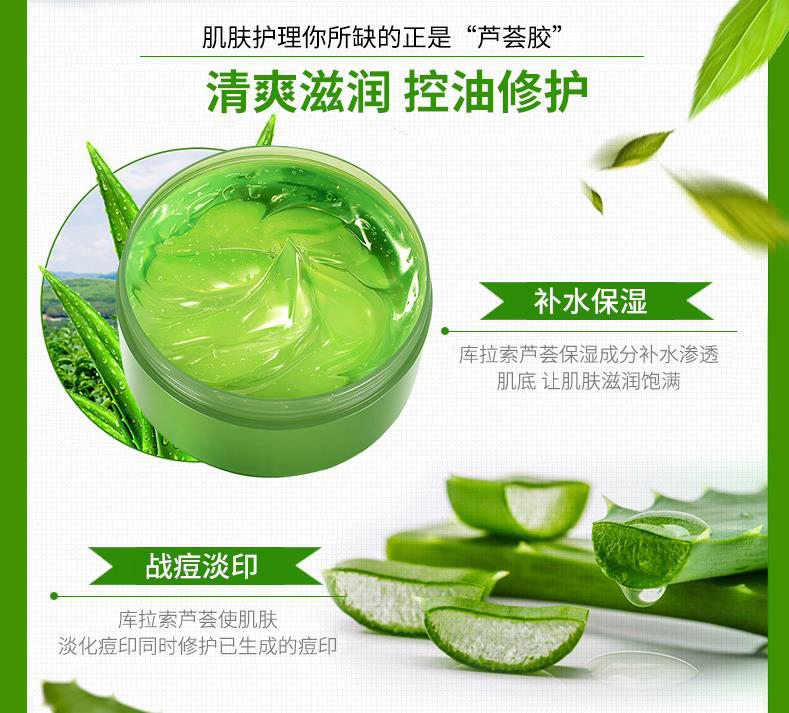 肌肤护理你所缺的正是“芦荟胶”
清爽滋润 控油修护
补水保湿
库拉索芦荟保湿成分补水渗透
肌底 让肌肤滋润饱满
战痘淡印
库拉索芦荟使肌肤
淡化痘印同时修护已生成的痘印